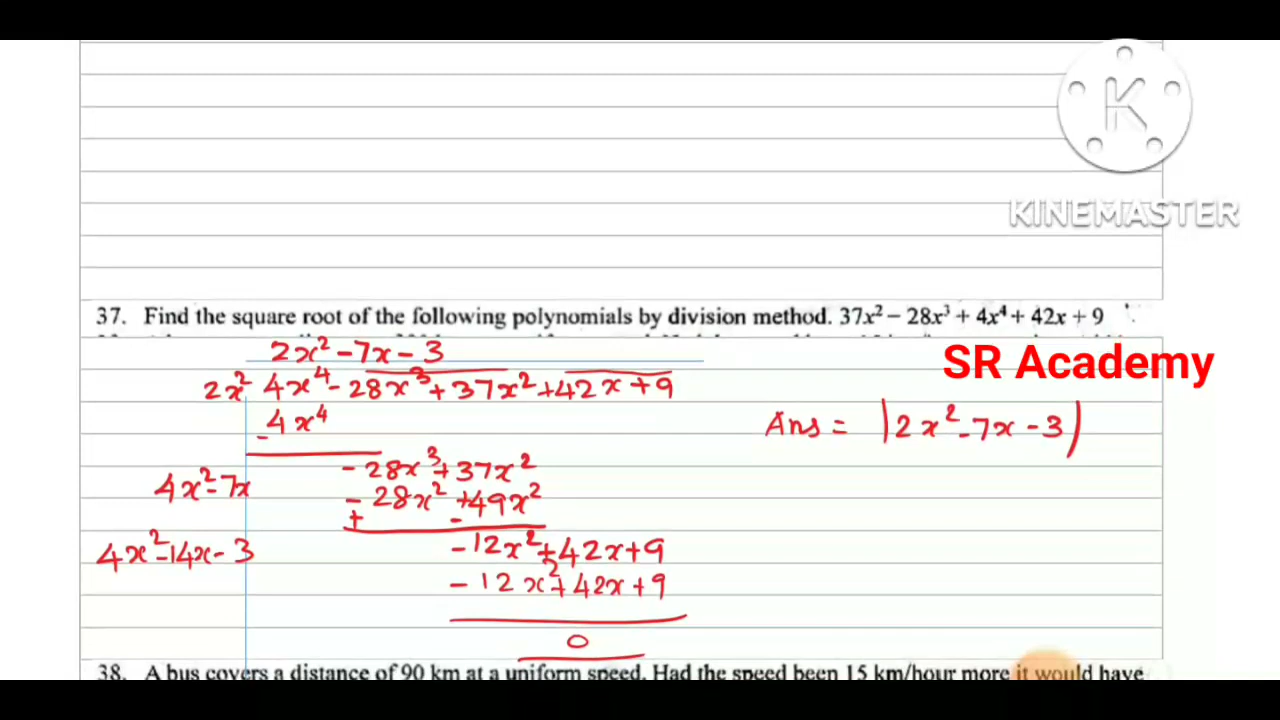 K
KINEMASTER
37. Find the square root of the following polynomials by division method. 37x² − 28x³ + 4x⁴ + 42x + 9
SR Academy
2x² - 7x - 3
2x² 4x⁴ - 28x³ + 37x² + 42x + 9
- 4x⁴
Ans = |2x² - 7x - 3|
- 28x³ + 37x²
4x² - 7x
- 28x² + 49x²
+ -
4x² - 14x - 3
- 12x² + 42x + 9
- 12x² + 42x + 9
0
38. A bus covers a distance of 90 km at a uniform speed. Had the speed been 15 km/hour more it would have